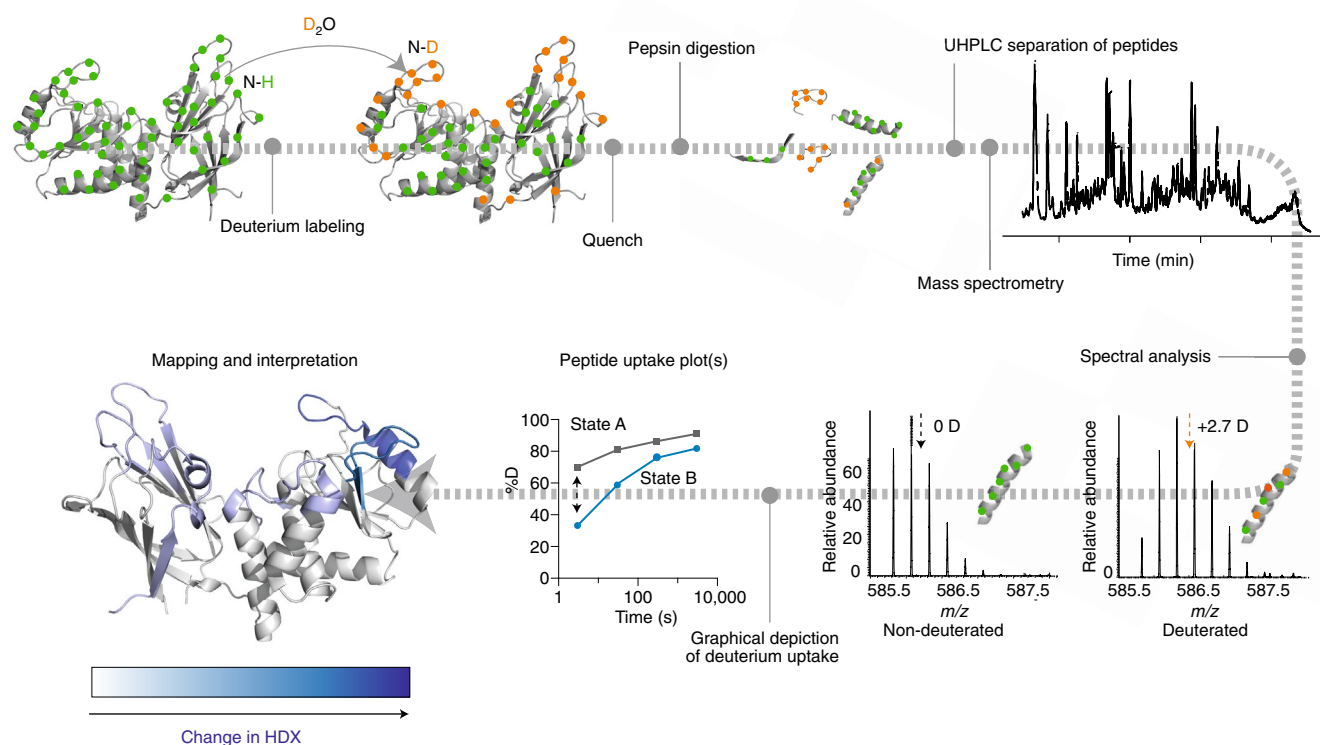 D₂O
N-D
N-H
Deuterium labeling
Quench
Pepsin digestion
UHPLC separation of peptides
Mass spectrometry
Time (min)
Spectral analysis
+2.7 D
Relative abundance
0
585.5 586.5 587.5
m/z
Deuterated
0 D
Relative abundance
60
40
20
0
585.5 586.5 587.5
m/z
Non-deuterated
Graphical depiction
of deuterium uptake
Peptide uptake plot(s)
%D
100
80
60
40
20
0
State A
State B
1 100 10,000
Time (s)
Mapping and interpretation
Change in HDX